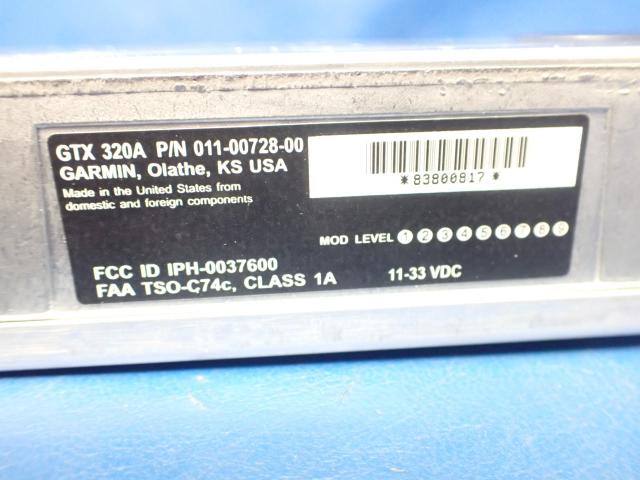 GTX 320A P/N 011-00728-00
GARMIN, Olathe, KS USA
Made in the United States from
domestic and foreign components
*83800817*
MOD LEVEL 1 2 3 4 5 6 7 8 9
FCC ID IPH-0037600
FAA TSO-C74c, CLASS 1A
11-33 VDC